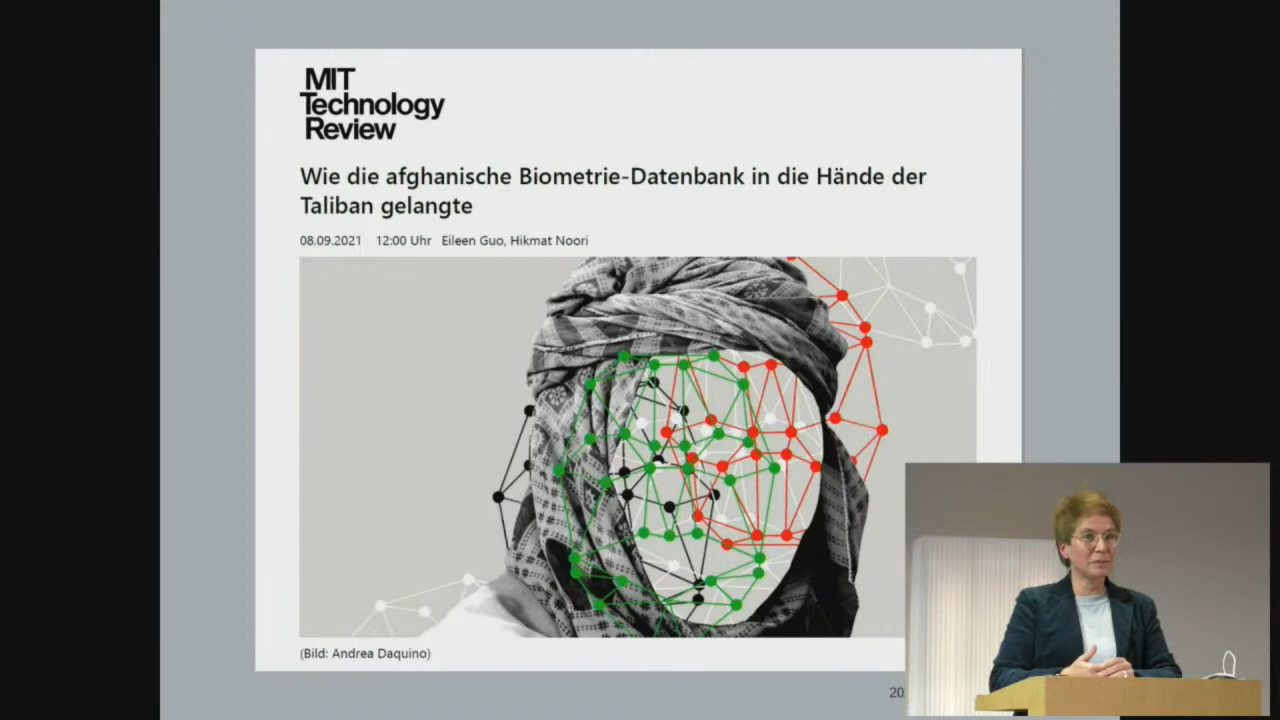 MIT
Technology
Review
Wie die afghanische Biometrie-Datenbank in die Hände der
Taliban gelangte
08.09.2021 12:00 Uhr Eileen Guo, Hikmat Noori
(Bild: Andrea Daquino)
20